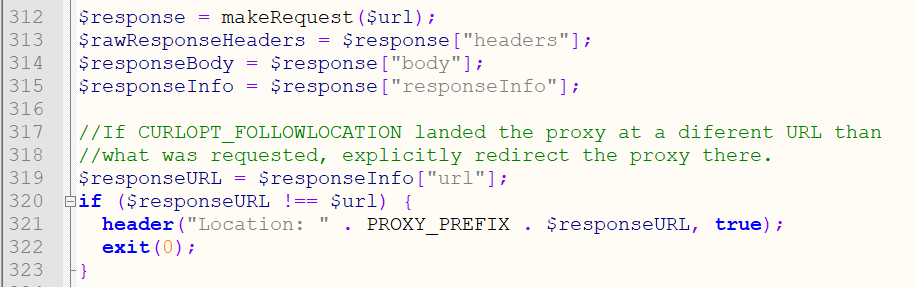 312 $response = makeRequest($url);
313 $rawResponseHeaders = $response["headers"];
314 $responseBody = $response["body"];
315 $responseInfo = $response["responseInfo"];
316
317 //If CURLOPT_FOLLOWLOCATION landed the proxy at a diferent URL than
318 //what was requested, explicitly redirect the proxy there.
319 $responseURL = $responseInfo["url"];
320 if ($responseURL !== $url) {
321 header("Location: " . PROXY_PREFIX . $responseURL, true);
322 exit(0);
323 }